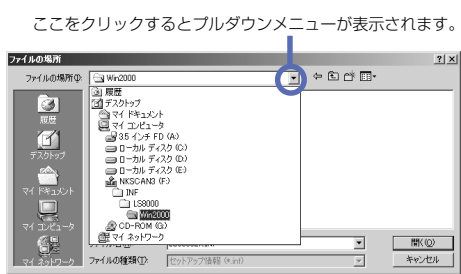 ここをクリックするとプルダウンメニューが表示されます。
ファイルの場所
ファイルの場所(I):
Win2000
履歴
デスクトップ
マイ ドキュメント
マイ コンピュータ
3.5 インチ FD (A:)
ローカル ディスク (C:)
ローカル ディスク (D:)
ローカル ディスク (E:)
NKSCAN3 (F:)
INF
LS8000
Win2000
CD-ROM (G:)
マイ ネットワーク
履歴
デスクトップ
マイ ドキュメント
マイ コンピュータ
マイ ネットワーク
開く(O)
ファイルの種類(T):
セットアップ情報 (*.inf)
キャンセル